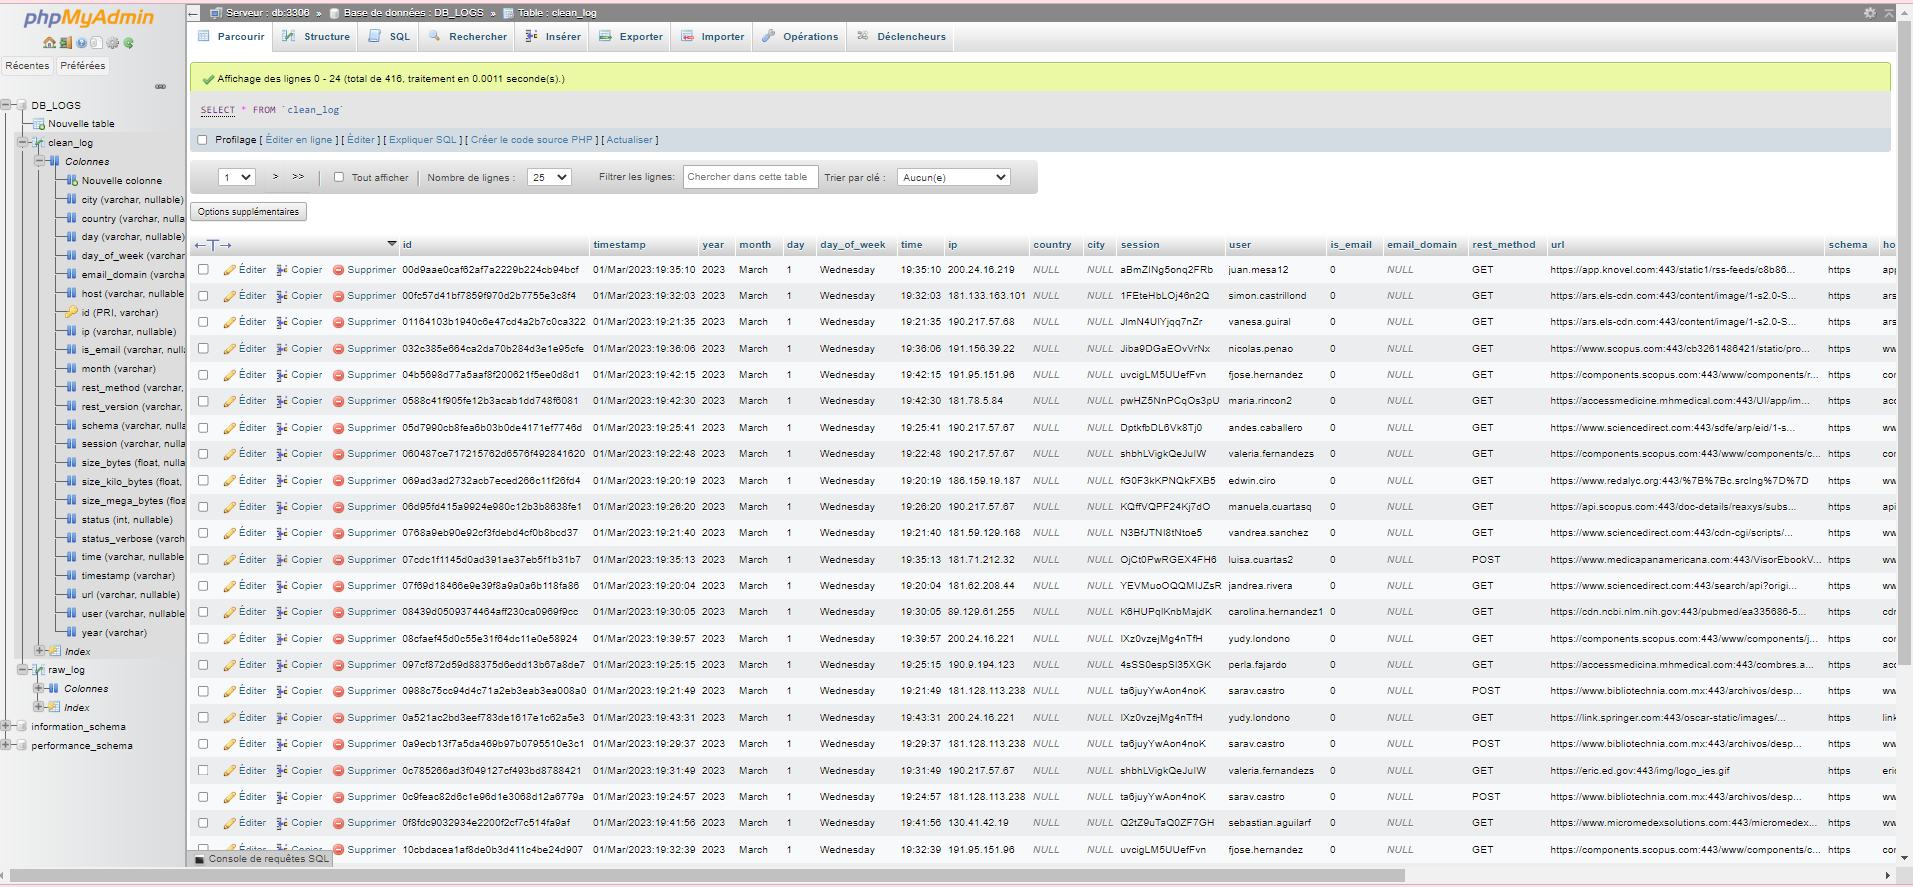 phpMyAdmin
Récentes Préférées
DB_LOGS
Nouvelle table
clean_log
Colonnes
Nouvelle colonne
city (varchar, nullable)
country (varchar, nulla
day (varchar, nullable)
day_of_week (varchar
email_domain (varcha
host (varchar, nullable
id (PRI, varchar)
ip (varchar, nullable)
is_email (varchar, null
month (varchar)
rest_method (varchar,
rest_version (varchar,
schema (varchar, nulla
session (varchar, nulla
size_bytes (float, nulla
size_kilo_bytes (float,
size_mega_bytes (floa
status (int, nullable)
status_verbose (varch
time (varchar, nullable
timestamp (varchar)
url (varchar, nullable)
user (varchar, nullable
year (varchar)
Index
raw_log
Colonnes
Index
information_schema
performance_schema
Serveur : db:3306 » Base de données : DB_LOGS » Table : clean_log
Parcourir Structure SQL Rechercher Insérer Exporter Importer Opérations Déclencheurs
Affichage des lignes 0 - 24 (total de 416, traitement en 0.0011 seconde(s).)
SELECT * FROM `clean_log`
Profilage [ Éditer en ligne ] [ Éditer ] [ Expliquer SQL ] [ Créer le code source PHP ] [ Actualiser ]
1 > >> Tout afficher Nombre de lignes : 25 Filtrer les lignes: Chercher dans cette table Trier par clé : Aucun(e)
Options supplémentaires
←T→ id timestamp year month day day_of_week time ip country city session user is_email email_domain rest_method url schema ho
Éditer Copier Supprimer 00d9aae0caf62af7a2229b224cb94bcf 01/Mar/2023:19:35:10 2023 March 1 Wednesday 19:35:10 200.24.16.219 NULL NULL aBmZINg5onq2FRb juan.mesa12 0 NULL GET https://app.knovel.com:443/static1/rss-feeds/c8b86... https app
Éditer Copier Supprimer 00fc57d41bf7859f970d2b7755e3c8f4 01/Mar/2023:19:32:03 2023 March 1 Wednesday 19:32:03 181.133.163.101 NULL NULL 1FEteHbLOj46n2Q simon.castrillond 0 NULL GET https://ars.els-cdn.com:443/content/image/1-s2.0-S... https ars
Éditer Copier Supprimer 01164103b1940c6e47cd4a2b7c0ca322 01/Mar/2023:19:21:35 2023 March 1 Wednesday 19:21:35 190.217.57.68 NULL NULL JImN4UIYjqq7nZr vanesa.guiral 0 NULL GET https://ars.els-cdn.com:443/content/image/1-s2.0-S... https ars
Éditer Copier Supprimer 032c385e664ca2da70b284d3e1e95cfe 01/Mar/2023:19:36:06 2023 March 1 Wednesday 19:36:06 191.156.39.22 NULL NULL Jiba9DGaEOvVrNx nicolas.penao 0 NULL GET https://www.scopus.com:443/cb3261486421/static/pro... https ww
Éditer Copier Supprimer 04b5698d77a5aaf8f200621f5ee0d8d1 01/Mar/2023:19:42:15 2023 March 1 Wednesday 19:42:15 191.95.151.96 NULL NULL uvcigLM5UUefFvn fjose.hernandez 0 NULL GET https://components.scopus.com:443/www/components/r... https cor
Éditer Copier Supprimer 0588c41f905fe12b3acab1dd748f6081 01/Mar/2023:19:42:30 2023 March 1 Wednesday 19:42:30 181.78.5.84 NULL NULL pwHZ5NnPCqOs3pU maria.rincon2 0 NULL GET https://accessmedicine.mhmedical.com:443/UI/app/im... https acc
Éditer Copier Supprimer 05d7990cb8fea6b03b0de4171ef7746d 01/Mar/2023:19:25:41 2023 March 1 Wednesday 19:25:41 190.217.57.67 NULL NULL DptkfbDL6Vk8Tj0 andes.caballero 0 NULL GET https://www.sciencedirect.com:443/sdfe/arp/eid/1-s... https ww
Éditer Copier Supprimer 060487ce717215762d6576f492841620 01/Mar/2023:19:22:48 2023 March 1 Wednesday 19:22:48 190.217.57.67 NULL NULL shbhLVigkQeJuIW valeria.fernandezs 0 NULL GET https://components.scopus.com:443/www/components/c... https cor
Éditer Copier Supprimer 069ad3ad2732acb7eced266c11f26fd4 01/Mar/2023:19:20:19 2023 March 1 Wednesday 19:20:19 186.159.19.187 NULL NULL fG0F3kKPNQkFXB5 edwin.ciro 0 NULL GET https://www.redalyc.org:443/%7B%7Bc.srcIng%7D%7D https ww
Éditer Copier Supprimer 06d95fd415a9924e980c12b3b8638fe1 01/Mar/2023:19:26:20 2023 March 1 Wednesday 19:26:20 190.217.57.67 NULL NULL KQffVQPF24Kj7dO manuela.cuartasq 0 NULL GET https://api.scopus.com:443/doc-details/reaxys/subs... https api
Éditer Copier Supprimer 0768a9eb90e92cf3fdebd4cf0b8bcd37 01/Mar/2023:19:21:40 2023 March 1 Wednesday 19:21:40 181.59.129.168 NULL NULL N3BfJTNI8tNtoe5 vandrea.sanchez 0 NULL GET https://www.sciencedirect.com:443/cdn-cgi/scripts/... https ww
Éditer Copier Supprimer 07cdc1f1145d0ad391ae37eb5f1b31b7 01/Mar/2023:19:35:13 2023 March 1 Wednesday 19:35:13 181.71.212.32 NULL NULL OjCt0PwRGEX4FH6 luisa.cuartas2 0 NULL POST https://www.medicapanamericana.com:443/VisorEbookV... https ww
Éditer Copier Supprimer 07f69d18466e9e39f8a9a0a6b118fa86 01/Mar/2023:19:20:04 2023 March 1 Wednesday 19:20:04 181.62.208.44 NULL NULL YEVMuoOQQMIJZsR jandrea.rivera 0 NULL GET https://www.sciencedirect.com:443/search/api?origi... https ww
Éditer Copier Supprimer 08439d0509374464aff230ca0969f9cc 01/Mar/2023:19:30:05 2023 March 1 Wednesday 19:30:05 89.129.61.255 NULL NULL K6HUPqIKnbMajdK carolina.hernandez1 0 NULL GET https://cdn.ncbi.nlm.nih.gov:443/pubmed/ea335686-5... https cdr
Éditer Copier Supprimer 08cfaef45d0c55e31f64dc11e0e58924 01/Mar/2023:19:39:57 2023 March 1 Wednesday 19:39:57 200.24.16.221 NULL NULL IXz0vzejMg4nTfH yudy.londono 0 NULL GET https://components.scopus.com:443/www/components/j... https cor
Éditer Copier Supprimer 097cf872d59d88375d6edd13b67a8de7 01/Mar/2023:19:25:15 2023 March 1 Wednesday 19:25:15 190.9.194.123 NULL NULL 4sSS0espSI35XGK perla.fajardo 0 NULL GET https://accessmedicina.mhmedical.com:443/combres.a... https acc
Éditer Copier Supprimer 0988c75cc94d4c71a2eb3eab3ea008a0 01/Mar/2023:19:21:49 2023 March 1 Wednesday 19:21:49 181.128.113.238 NULL NULL ta6juyYwAon4noK sarav.castro 0 NULL POST https://www.bibliotechnia.com.mx:443/archivos/desp... https ww
Éditer Copier Supprimer 0a521ac2bd3eef783de1617e1c62a5e3 01/Mar/2023:19:43:31 2023 March 1 Wednesday 19:43:31 200.24.16.221 NULL NULL IXz0vzejMg4nTfH yudy.londono 0 NULL GET https://link.springer.com:443/oscar-static/images/... https link
Éditer Copier Supprimer 0a9ecb13f7a5da469b97b0795510e3c1 01/Mar/2023:19:29:37 2023 March 1 Wednesday 19:29:37 181.128.113.238 NULL NULL ta6juyYwAon4noK sarav.castro 0 NULL POST https://www.bibliotechnia.com.mx:443/archivos/desp... https ww
Éditer Copier Supprimer 0c785266ad3f049127cf493bd8788421 01/Mar/2023:19:31:49 2023 March 1 Wednesday 19:31:49 190.217.57.67 NULL NULL shbhLVigkQeJuIW valeria.fernandezs 0 NULL GET https://eric.ed.gov:443/img/logo_ies.gif https eric
Éditer Copier Supprimer 0c9feac82d6c1e96d1e3068d12a6779a 01/Mar/2023:19:24:57 2023 March 1 Wednesday 19:24:57 181.128.113.238 NULL NULL ta6juyYwAon4noK sarav.castro 0 NULL POST https://www.bibliotechnia.com.mx:443/archivos/desp... https ww
Éditer Copier Supprimer 0f8fdc9032934e2200f2cf7c514fa9af 01/Mar/2023:19:41:56 2023 March 1 Wednesday 19:41:56 130.41.42.19 NULL NULL Q2tZ9uTaQ0ZF7GH sebastian.aguilarf 0 NULL GET https://www.micromedexsolutions.com:443/micromedex... https ww
Éditer Copier Supprimer 10cbdacea1af8de0b3d411c4be24d907 01/Mar/2023:19:32:39 2023 March 1 Wednesday 19:32:39 191.95.151.96 NULL NULL uvcigLM5UUefFvn fjose.hernandez 0 NULL GET https://components.scopus.com:443/www/components/c... https cor
Console de requêtes SQL